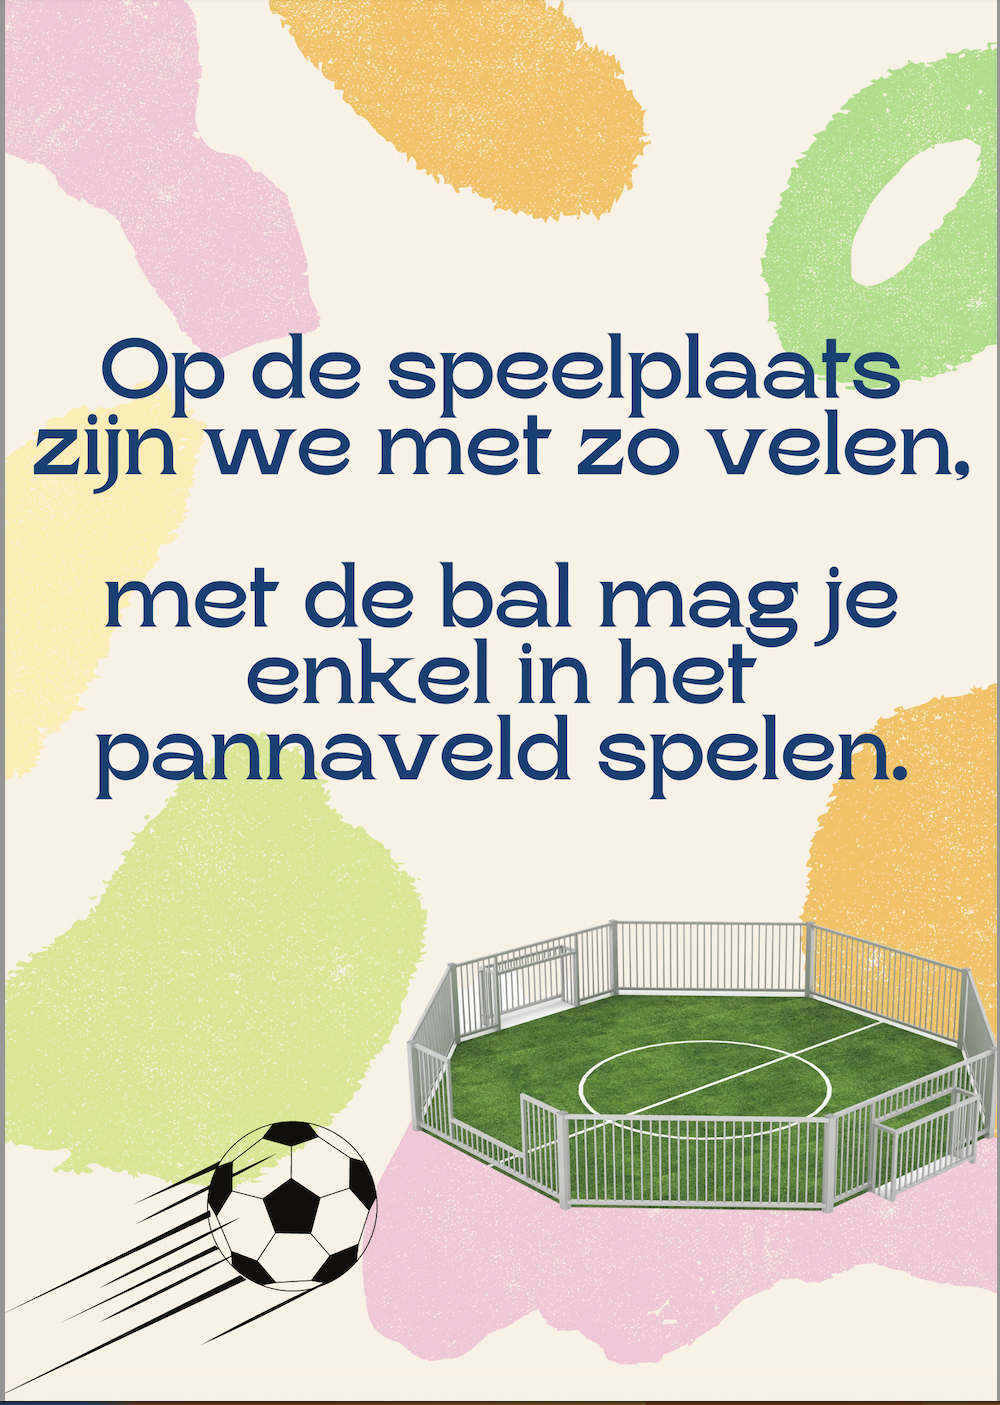 Op de speelplaats
zijn we met zo velen,
met de bal mag je
enkel in het
pannaveld spelen.